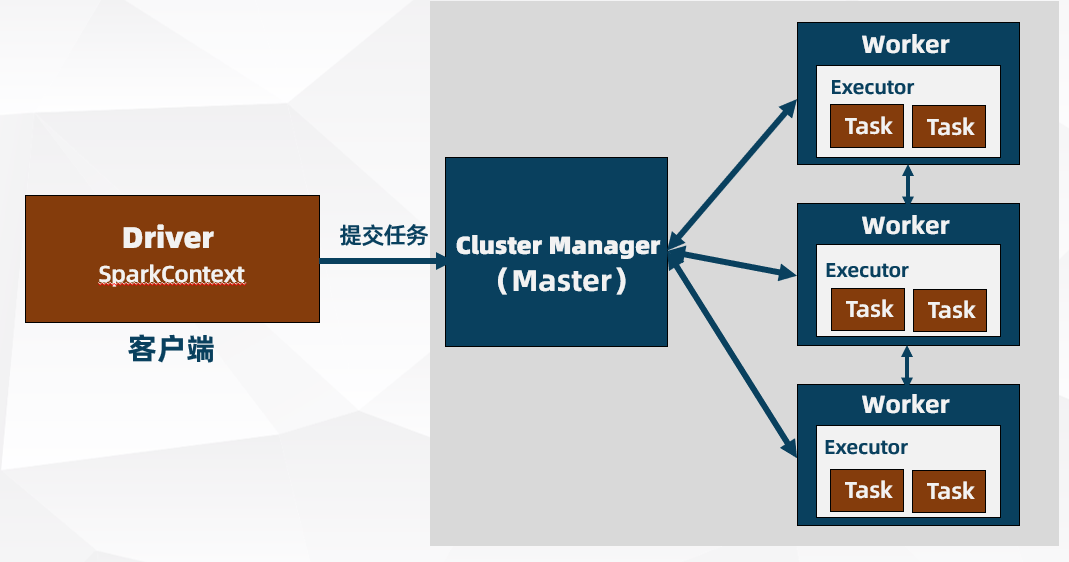 Driver
SparkContext
客户端
提交任务
Cluster Manager
（Master）
Worker
Executor
Task Task
Worker
Executor
Task Task
Worker
Executor
Task Task